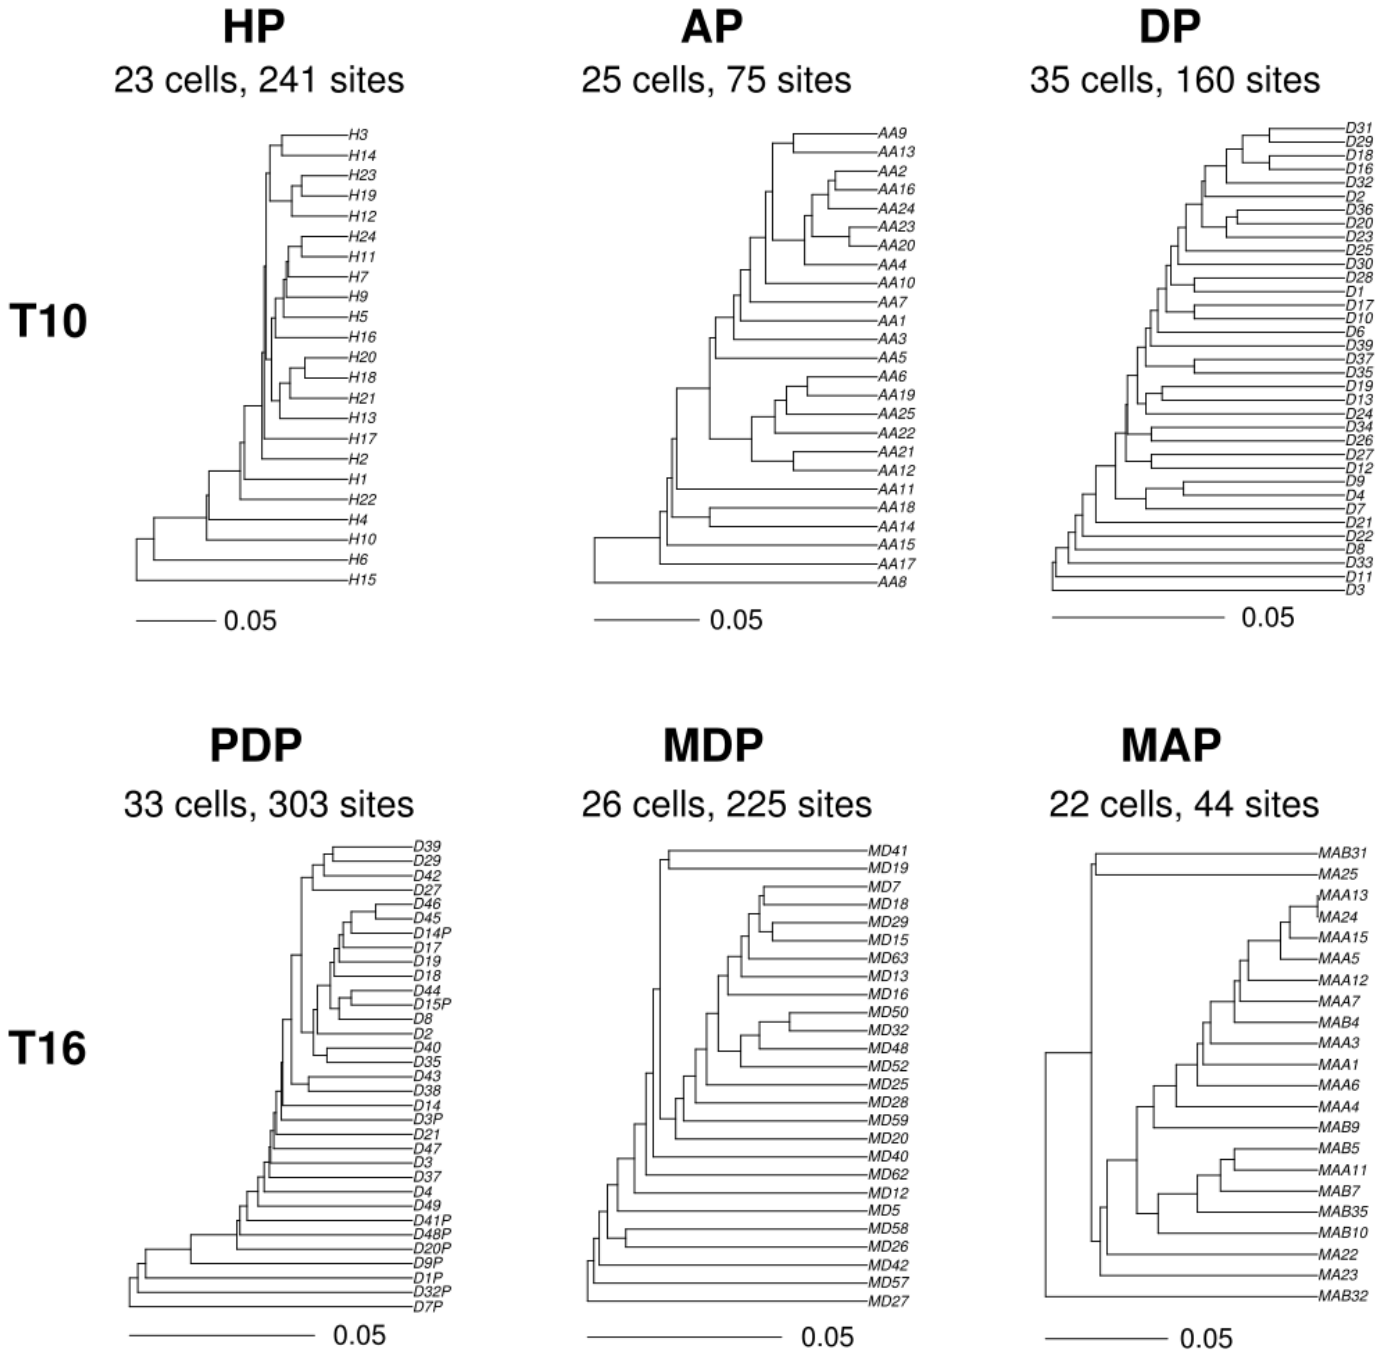 HP
23 cells, 241 sites
AP
25 cells, 75 sites
DP
35 cells, 160 sites
T10
H3
H14
H23
H19
H12
H24
H11
H7
H9
H5
H16
H20
H18
H21
H13
H17
H2
H1
H22
H4
H10
H6
H15
0.05
AA9
AA13
AA2
AA16
AA24
AA23
AA20
AA4
AA10
AA7
AA1
AA3
AA5
AA6
AA19
AA25
AA22
AA21
AA12
AA11
AA18
AA14
AA15
AA17
AA8
0.05
D31
D29
D18
D16
D32
D2
D36
D20
D23
D25
D30
D28
D1
D17
D10
D6
D39
D37
D35
D19
D13
D24
D34
D26
D27
D12
D9
D4
D7
D21
D22
D8
D33
D11
D3
0.05
PDP
33 cells, 303 sites
MDP
26 cells, 225 sites
MAP
22 cells, 44 sites
T16
D39
D29
D42
D27
D46
D45
D14P
D17
D19
D18
D44
D15P
D8
D2
D40
D35
D43
D38
D14
D3P
D21
D47
D3
D37
D4
D49
D41P
D48P
D20P
D9P
D1P
D32P
D7P
0.05
MD41
MD19
MD7
MD18
MD29
MD15
MD63
MD13
MD16
MD50
MD32
MD48
MD52
MD25
MD28
MD59
MD20
MD40
MD62
MD12
MD5
MD58
MD26
MD42
MD57
MD27
0.05
MAB31
MA25
MAA13
MA24
MAA15
MAA5
MAA12
MAA7
MAB4
MAA3
MAA1
MAA6
MAA4
MAB9
MAB5
MAA11
MAB7
MAB35
MAB10
MA22
MA23
MAB32
0.05